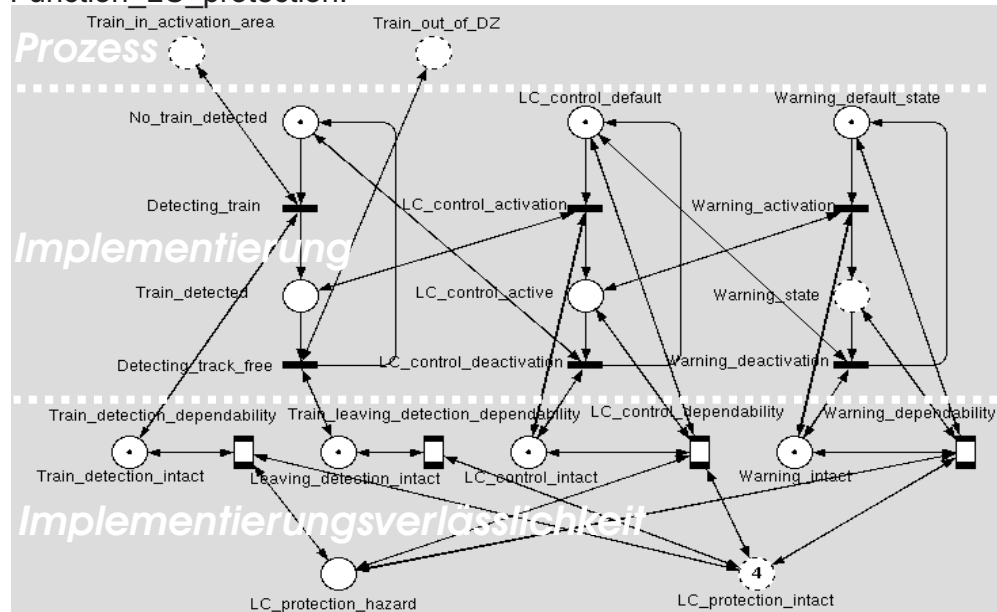 Function_LC_protection.
Train_in_activation_area
Train_out_of_DZ
Prozess
LC_control_default
Warning_default_state
No_train_detected
Detecting_train
LC_control_activation
Warning_activation
Implementierung
Train_detected
LC_control_active
Warning_state
Detecting_track_free
LC_control_deactivation
Warning_deactivation
Train_detection_dependability
Train_leaving_detection_dependability
LC_control_dependability
Warning_dependability
Train_detection_intact
Leaving_detection_intact
LC_control_intact
Warning_intact
Implementierungsverlässlichkeit
4
LC_protection_hazard
LC_protection_intact